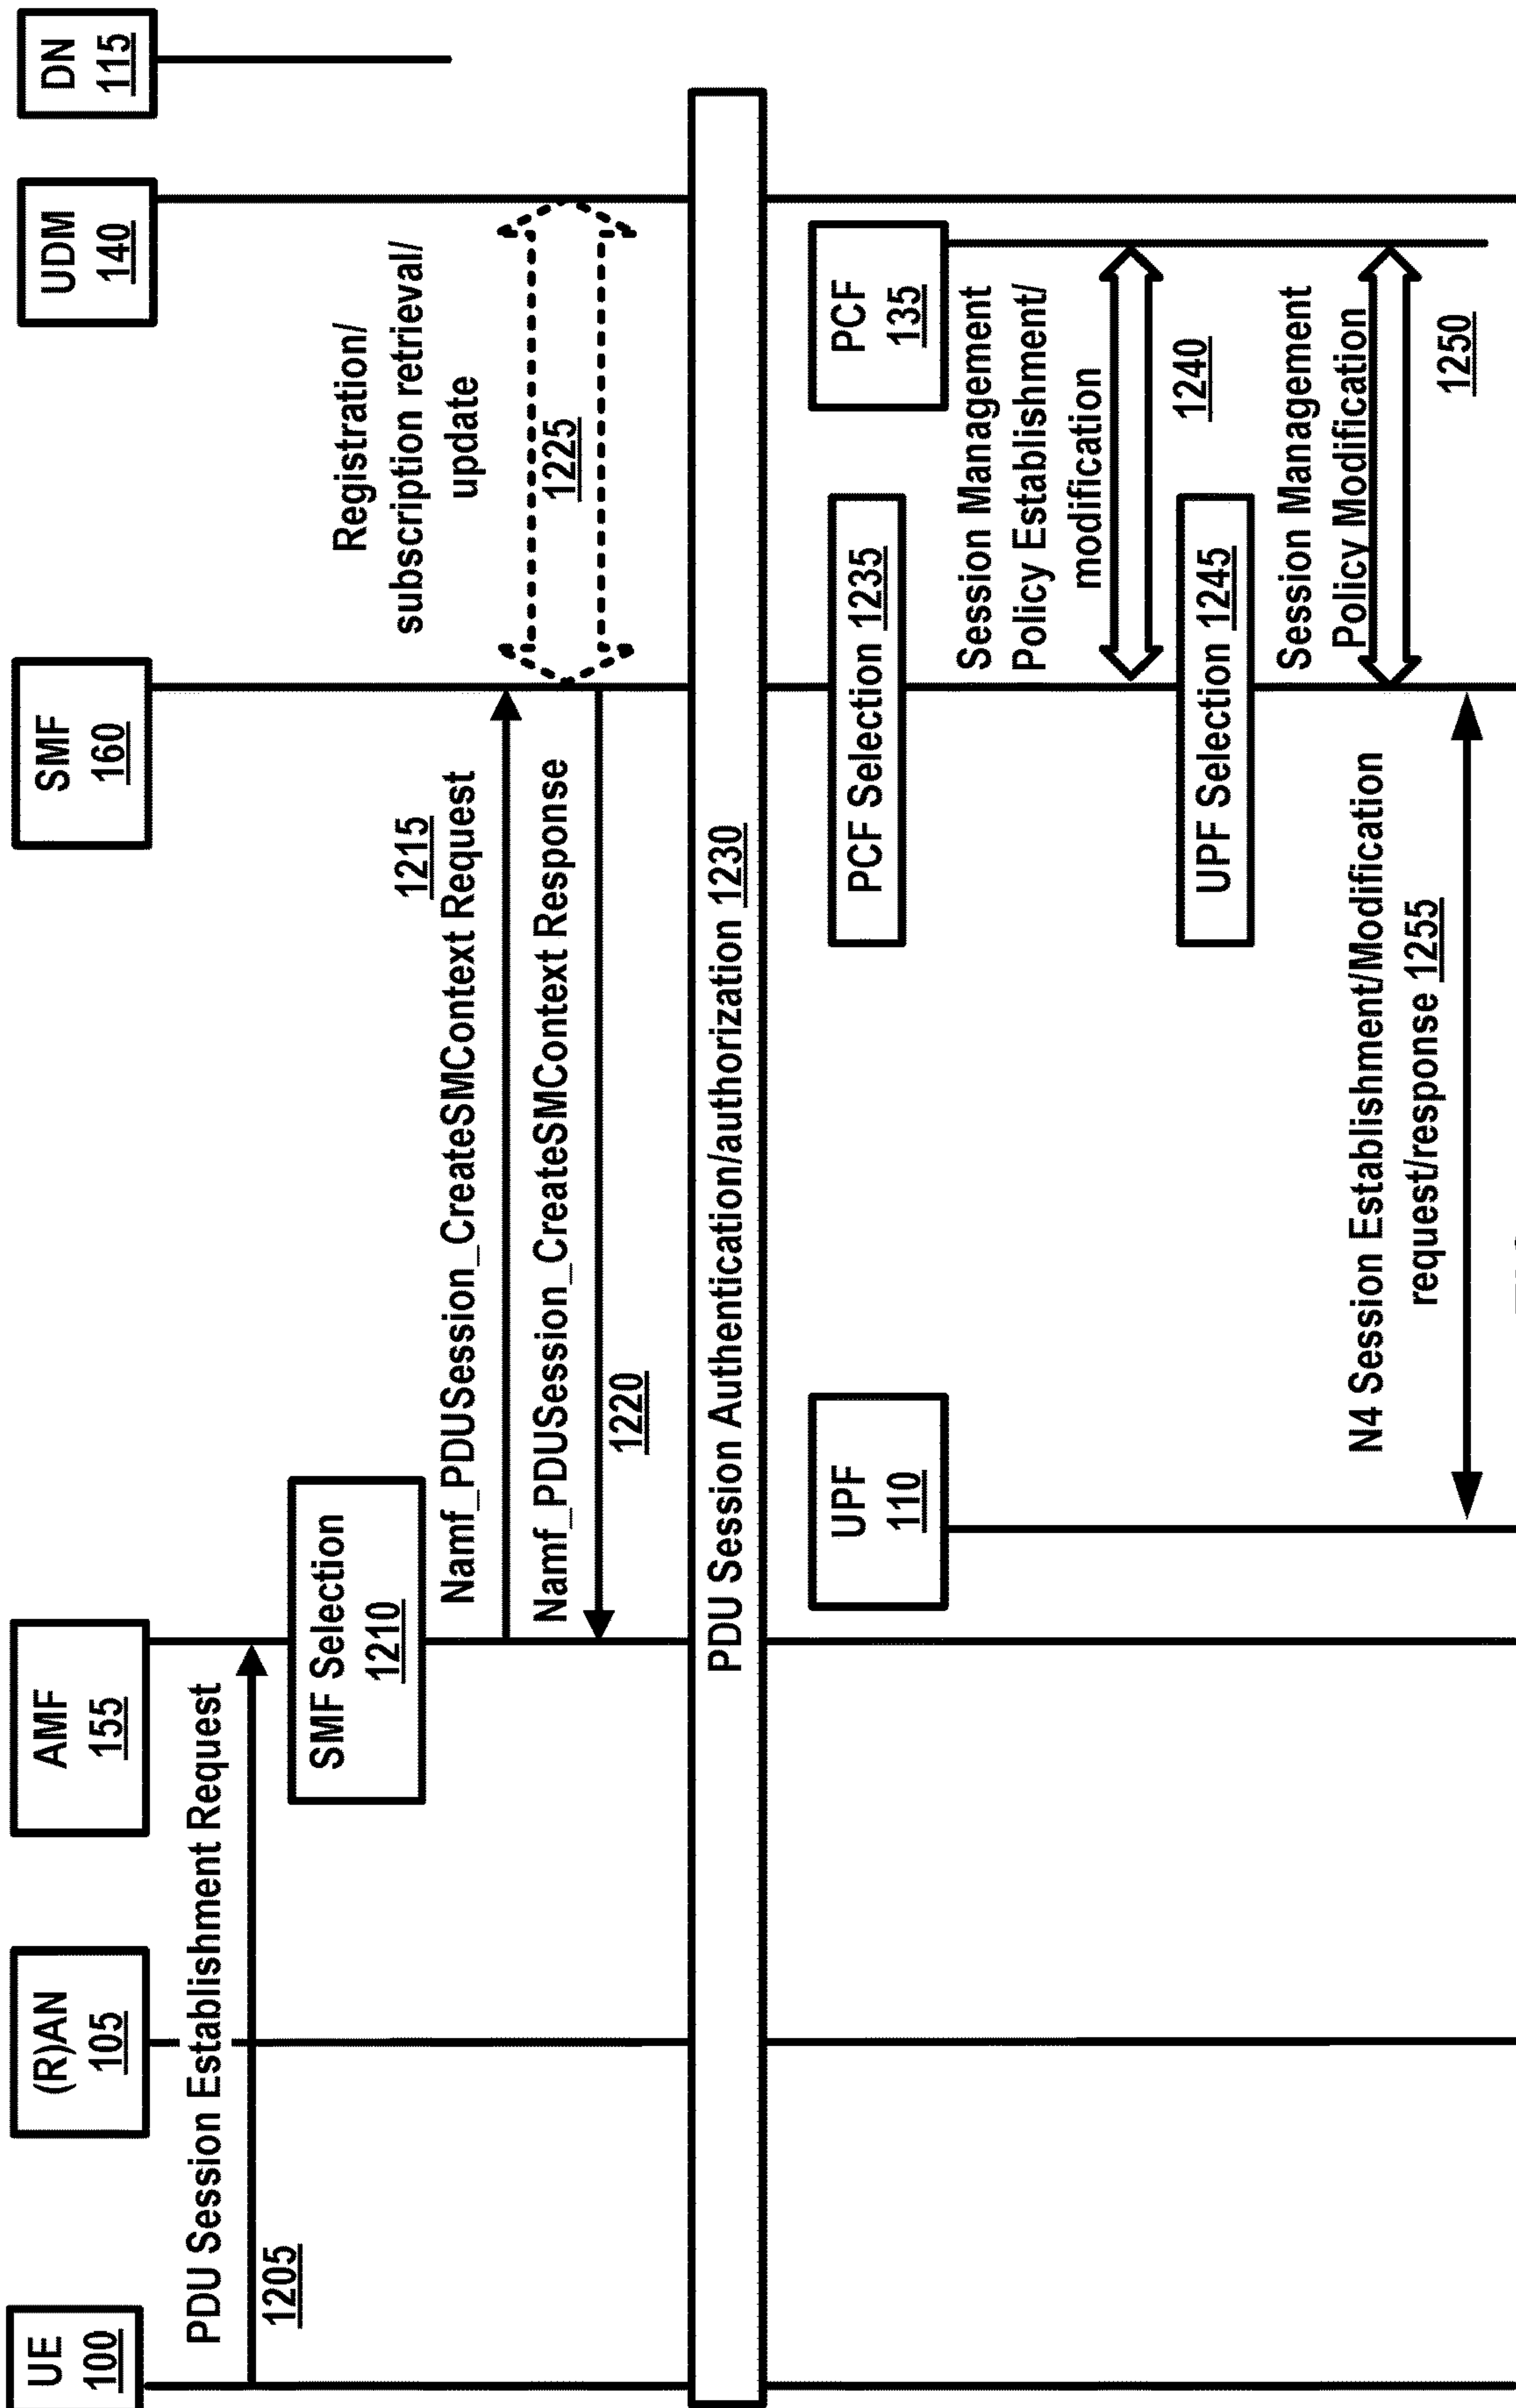 UE
100
(R)AN
105
AMF
155
SMF
160
UDM
140
DN
115
PDU Session Establishment Request
1205
SMF Selection
1210
1215
Namf_PDUSession_CreateSMContext Request
Namf_PDUSession_CreateSMContext Response
1220
Registration/
subscription retrieval/
update
1225
PDU Session Authentication/authorization 1230
UPF
110
PCF
135
PCF Selection 1235
Session Management
Policy Establishment/
modification
1240
UPF Selection 1245
Session Management
Policy Modification
1250
N4 Session Establishment/Modification
request/response 1255